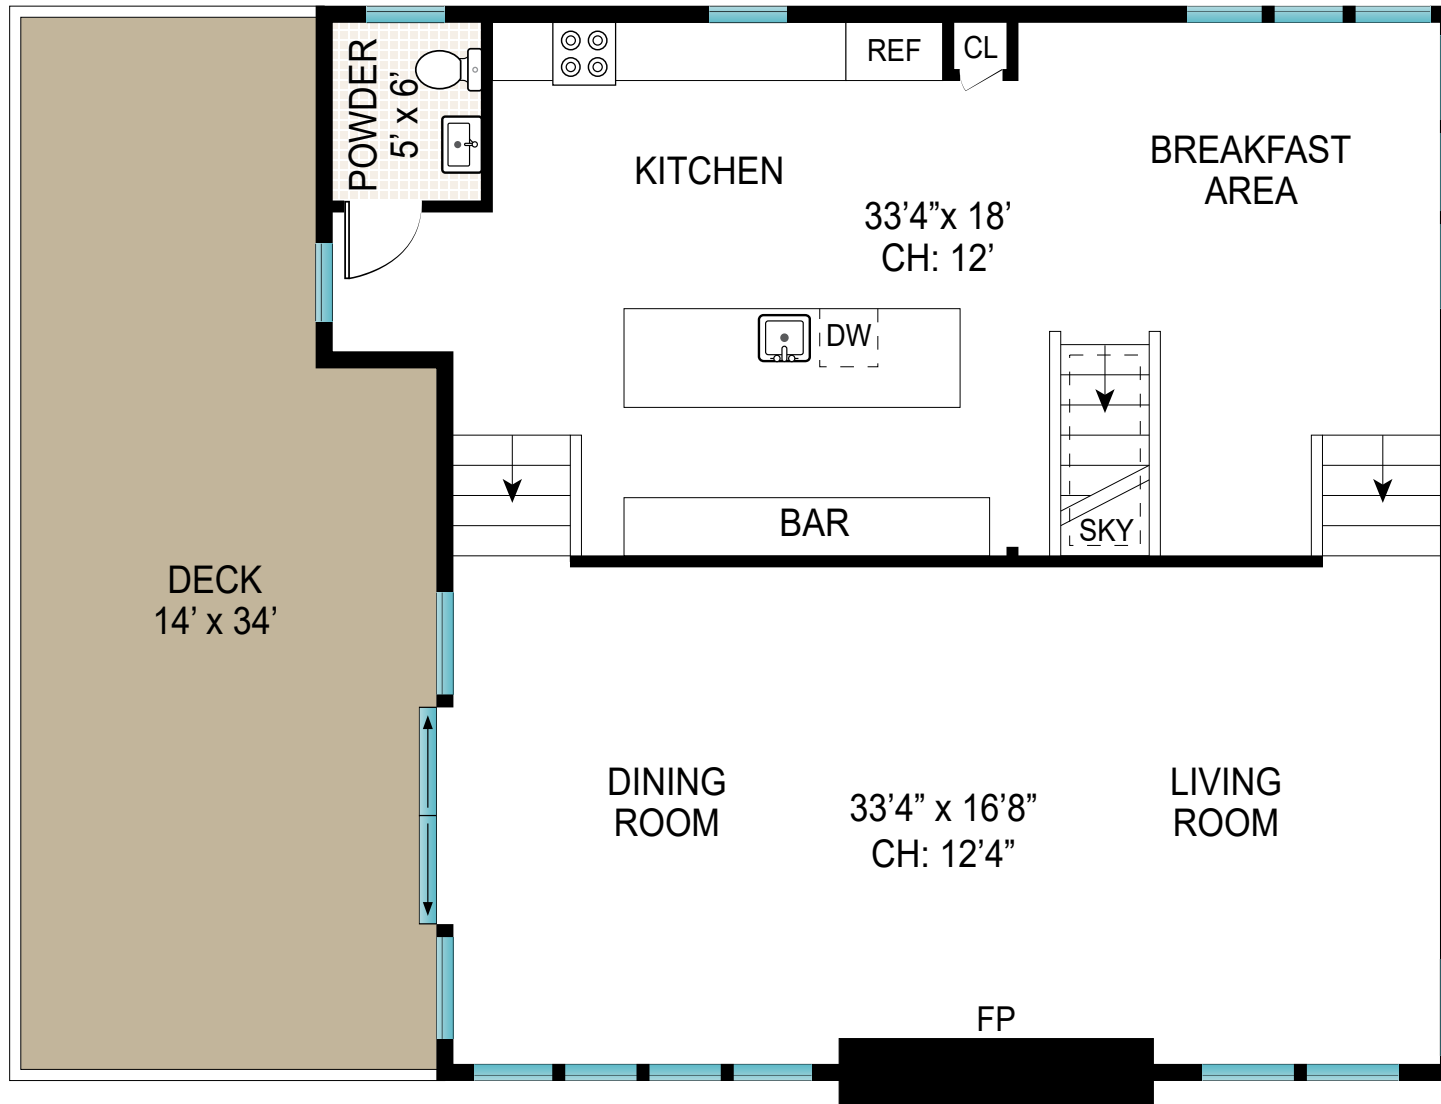 POWDER
5' x 6'
REF
CL
KITCHEN
BREAKFAST
AREA
33'4"x 18'
CH: 12'
DW
SKY
BAR
DECK
14' x 34'
DINING
ROOM
33'4" x 16'8"
CH: 12'4"
LIVING
ROOM
FP